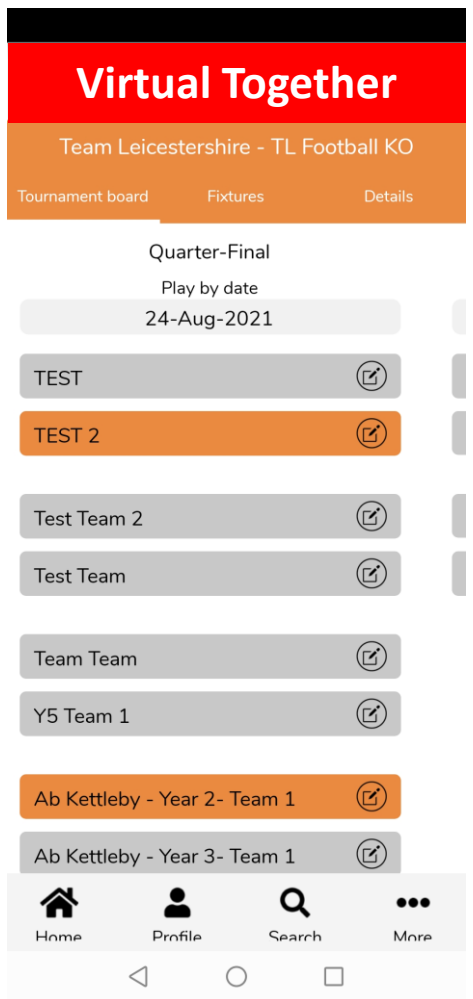 Virtual Together
Team Leicestershire - TL Football KO
Tournament board Fixtures Details
Quarter-Final
Play by date
24-Aug-2021
TEST
TEST 2
Test Team 2
Test Team
Team Team
Y5 Team 1
Ab Kettleby - Year 2- Team 1
Ab Kettleby - Year 3- Team 1
Home Profile Search More